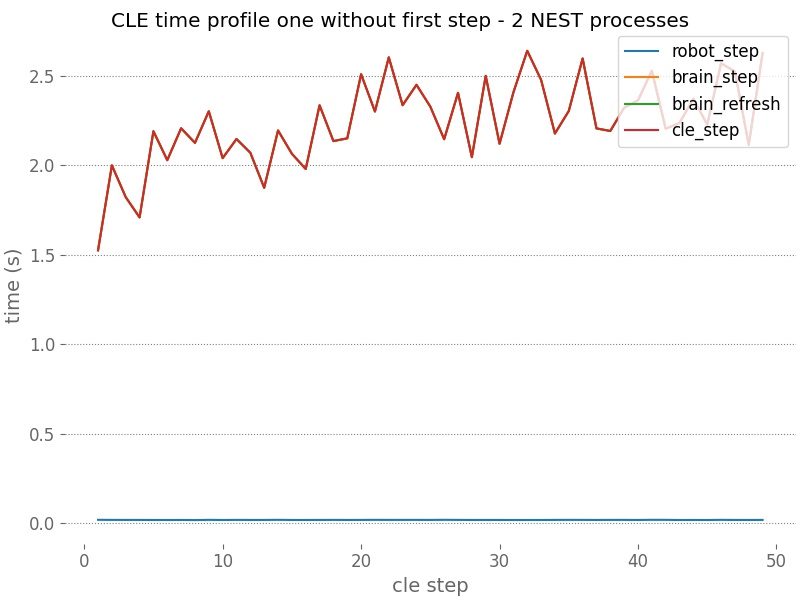 CLE time profile one without first step - 2 NEST processes
robot_step
brain_step
brain_refresh
cle_step
time (s)
2.5
2.0
1.5
1.0
0.5
0.0
0 10 20 30 40 50
cle step